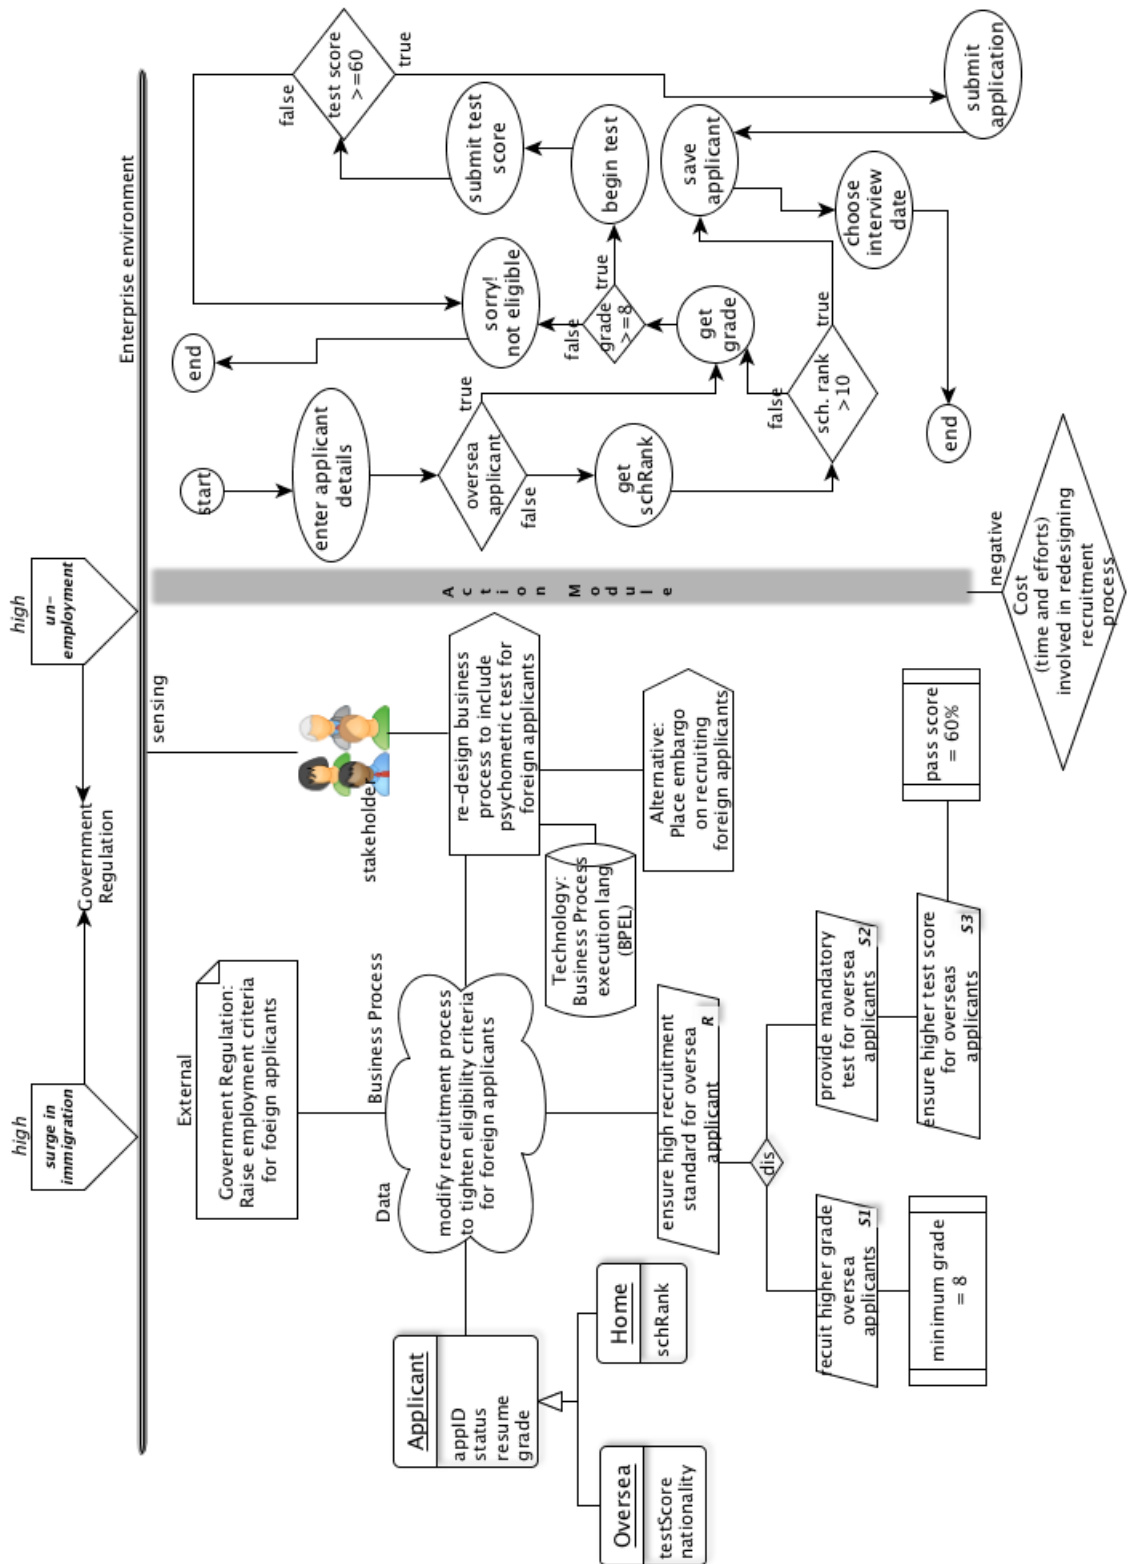 high
surge in
immigration
Government
Regulation
high
un-
employment
Enterprise environment
sensing
External
Government Regulation:
Raise employment criteria
for foeign applicants
stakeholder
Data
Business Process
modify recruitment process
to tighten eligibility criteria
for foreign applicants
re-design business
process to include
psychometric test for
foreign applicants
Technology:
Business Process
execution lang
(BPEL)
Alternative:
Place embargo
on recruiting
foreign applicants
Applicant
appID
status
resume
grade
Oversea
testScore
nationality
Home
schRank
ensure high recruitment
standard for oversea
applicant
R
dis
recuit higher grade
oversea
applicants
S1
minimum grade
= 8
provide mandatory
test for oversea
applicants
S2
ensure higher test score
for overseas
applicants
S3
pass score
= 60%
Action Module
negative
Cost
(time and efforts)
involved in redesigning
recruitment
process
start
enter applicant
details
oversea
applicant
true
false
get
schRank
sch. rank
>10
false
true
get
grade
grade
>=8
false
true
sorry!
not eligible
end
begin test
submit test
score
test score
>=60
false
true
submit
application
save
applicant
choose
interview
date
end